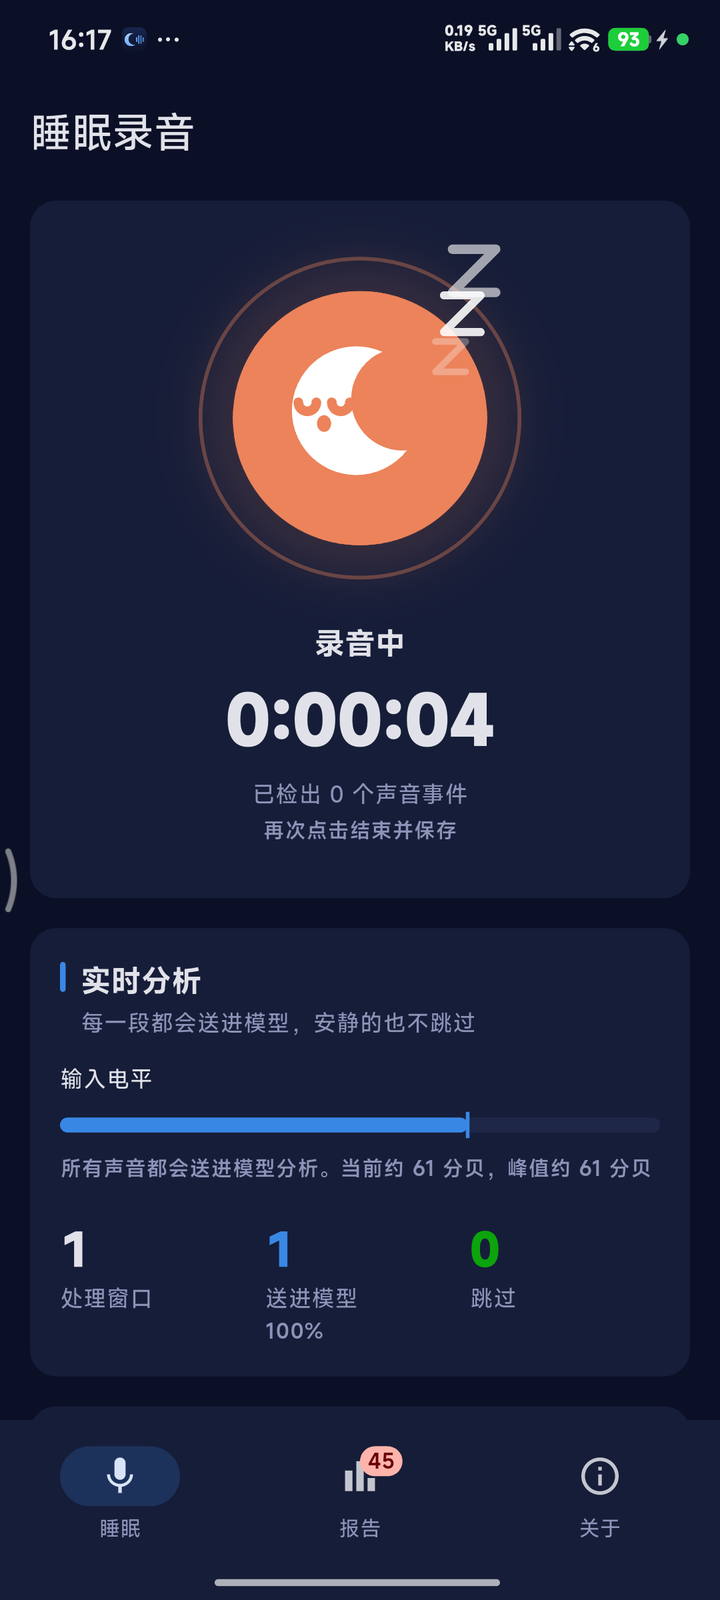 16:17
0.19 KB/s 5G 5G 6 93
睡眠录音
录音中
0:00:04
已检出 0 个声音事件
再次点击结束并保存
实时分析
每一段都会送进模型，安静的也不跳过
输入电平
所有声音都会送进模型分析。当前约 61 分贝，峰值约 61 分贝
1 1 0
处理窗口 送进模型 跳过
100%
45
睡眠 报告 关于